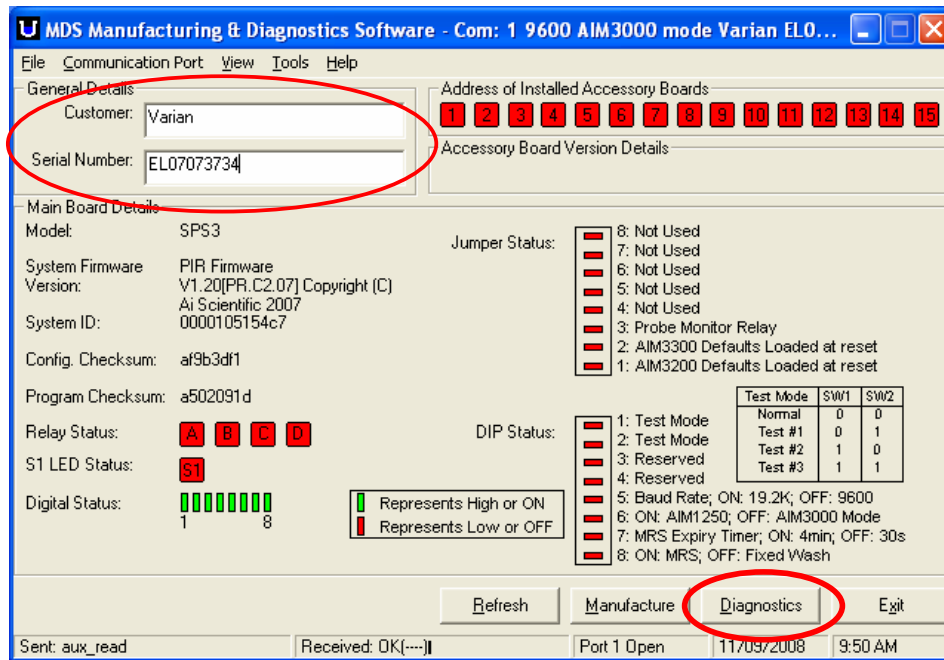 MDS Manufacturing & Diagnostics Software - Com: 1 9600 AIM3000 mode Varian EL0...
File Communication Port View Tools Help
General Details
Customer: Varian
Serial Number: EL07073734
Address of Installed Accessory Boards
1 2 3 4 5 6 7 8 9 10 11 12 13 14 15
Accessory Board Version Details
Main Board Details
Model: SPS3
System Firmware Version: PIR Firmware
V1.20[PR.C2.07] Copyright (C)
Ai Scientific 2007
System ID: 0000105154c7
Config. Checksum: af9b3df1
Program Checksum: a502091d
Relay Status: A B C D
S1 LED Status: S1
Digital Status:
1 8
Represents High or ON
Represents Low or OFF
Jumper Status:
8: Not Used
7: Not Used
6: Not Used
5: Not Used
4: Not Used
3: Probe Monitor Relay
2: AIM3300 Defaults Loaded at reset
1: AIM3200 Defaults Loaded at reset
Test Mode SW1 SW2
Normal 0 0
Test #1 0 1
Test #2 1 0
Test #3 1 1
DIP Status:
1: Test Mode
2: Test Mode
3: Reserved
4: Reserved
5: Baud Rate; ON: 19.2K; OFF: 9600
6: ON: AIM1250; OFF: AIM3000 Mode
7: MRS Expiry Timer; ON: 4min; OFF: 30s
8: ON: MRS; OFF: Fixed Wash
Refresh Manufacture Diagnostics Exit
Sent: aux_read Received: OK(----) Port 1 Open 11/09/2008 9:50 AM